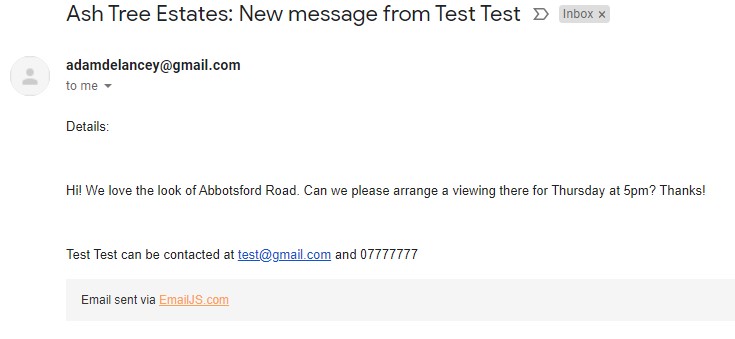 Ash Tree Estates: New message from Test Test Inbox x
adamdelancey@gmail.com
to me
Details:
Hi! We love the look of Abbotsford Road. Can we please arrange a viewing there for Thursday at 5pm? Thanks!
Test Test can be contacted at test@gmail.com and 07777777
Email sent via EmailJS.com